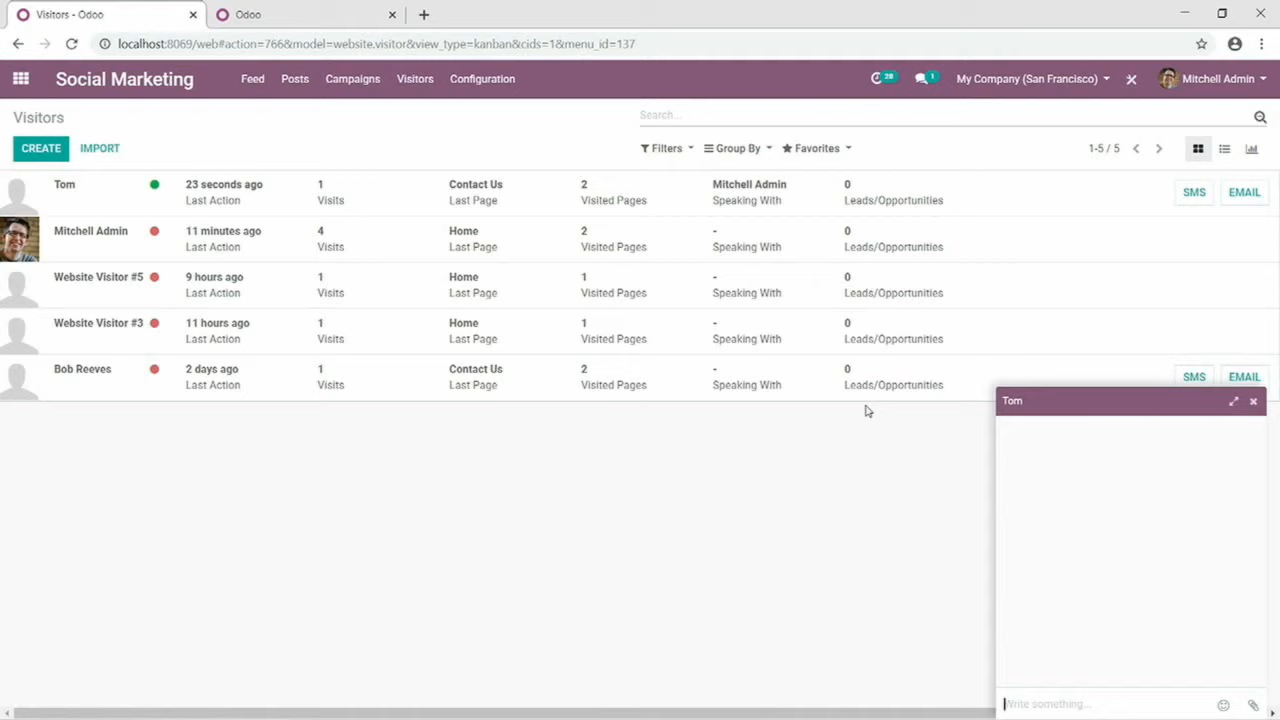 Visitors - Odoo
Odoo
localhost:8069/web#action=766&model=website.visitor&view_type=kanban&cids=1&menu_id=137
Social Marketing Feed Posts Campaigns Visitors Configuration 28 1 My Company (San Francisco) Mitchell Admin
Visitors Search...
CREATE IMPORT Filters Group By Favorites 1-5 / 5
Tom 23 seconds ago 1 Contact Us 2 Mitchell Admin 0 SMS EMAIL
Last Action Visits Last Page Visited Pages Speaking With Leads/Opportunities
Mitchell Admin 11 minutes ago 4 Home 2 - 0
Last Action Visits Last Page Visited Pages Speaking With Leads/Opportunities
Website Visitor #5 9 hours ago 1 Home 1 - 0
Last Action Visits Last Page Visited Pages Speaking With Leads/Opportunities
Website Visitor #3 11 hours ago 1 Home 1 - 0
Last Action Visits Last Page Visited Pages Speaking With Leads/Opportunities
Bob Reeves 2 days ago 1 Contact Us 2 - 0 SMS EMAIL
Last Action Visits Last Page Visited Pages Speaking With Leads/Opportunities
Tom
Write something...